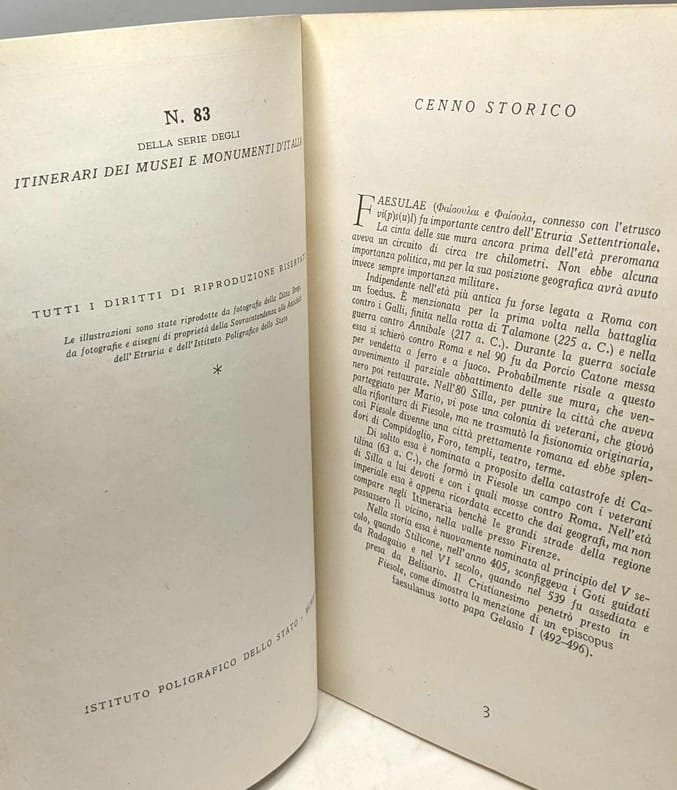 N. 83
DELLA SERIE DEGLI
ITINERARI DEI MUSEI E MONUMENTI D'ITALIA
TUTTI I DIRITTI DI RIPRODUZIONE RISERVATI
Le illustrazioni sono state riprodotte da fotografie della Ditta
da fotografie e disegni di proprietà della Sovraintendenza alle Antichità
dell'Etruria e dell'Istituto Poligrafico dello Stato
*
ISTITUTO POLIGRAFICO DELLO STATO -
CENNO STORICO
FAESULAE (Φαίσουλαι e Φαίσολα, connesso con l'etrusco
vi(p)s(u)l) fu importante centro dell'Etruria Settentrionale.
La cinta delle sue mura ancora prima dell'età preromana
aveva un circuito di circa tre chilometri. Non ebbe alcuna
importanza politica, ma per la sua posizione geografica avrà avuto
invece sempre importanza militare.
Indipendente nell'età più antica fu forse legata a Roma con
un foedus. È menzionata per la prima volta nella battaglia
contro i Galli, finita nella rotta di Talamone (225 a. C.) e nella
guerra contro Annibale (217 a. C.). Durante la guerra sociale
essa si schierò contro Roma e nel 90 fu da Porcio Catone messa
per vendetta a ferro e a fuoco. Probabilmente risale a questo
avvenimento il parziale abbattimento delle sue mura, che ven-
nero poi restaurate. Nell'80 Silla, per punire la città che aveva
parteggiato per Mario, vi pose una colonia di veterani, che giovò
alla rifioritura di Fiesole, ma ne trasmutò la fisionomia originaria,
così Fiesole divenne una città prettamente romana ed ebbe splen-
dori di Campidoglio, Foro, templi, teatro, terme.
Di solito essa è nominata a proposito della catastrofe di Ca-
tilina (63 a. C.), che formò in Fiesole un campo con i veterani
di Silla a lui devoti e con i quali mosse contro Roma. Nell'età
imperiale essa è appena ricordata eccetto che dai geografi, ma non
compare negli Itineraria benchè le grandi strade della regione
passassero lì vicino, nella valle presso Firenze.
Nella storia essa è nuovamente nominata al principio del V se-
colo, quando Stilicone, nell'anno 405, sconfiggeva i Goti guidati
da Radagaiso e nel VI secolo, quando nel 539 fu assediata e
presa da Belisario. Il Cristianesimo penetrò presto in
Fiesole, come dimostra la menzione di un episcopus
faesulanus sotto papa Gelasio I (492-496).
3